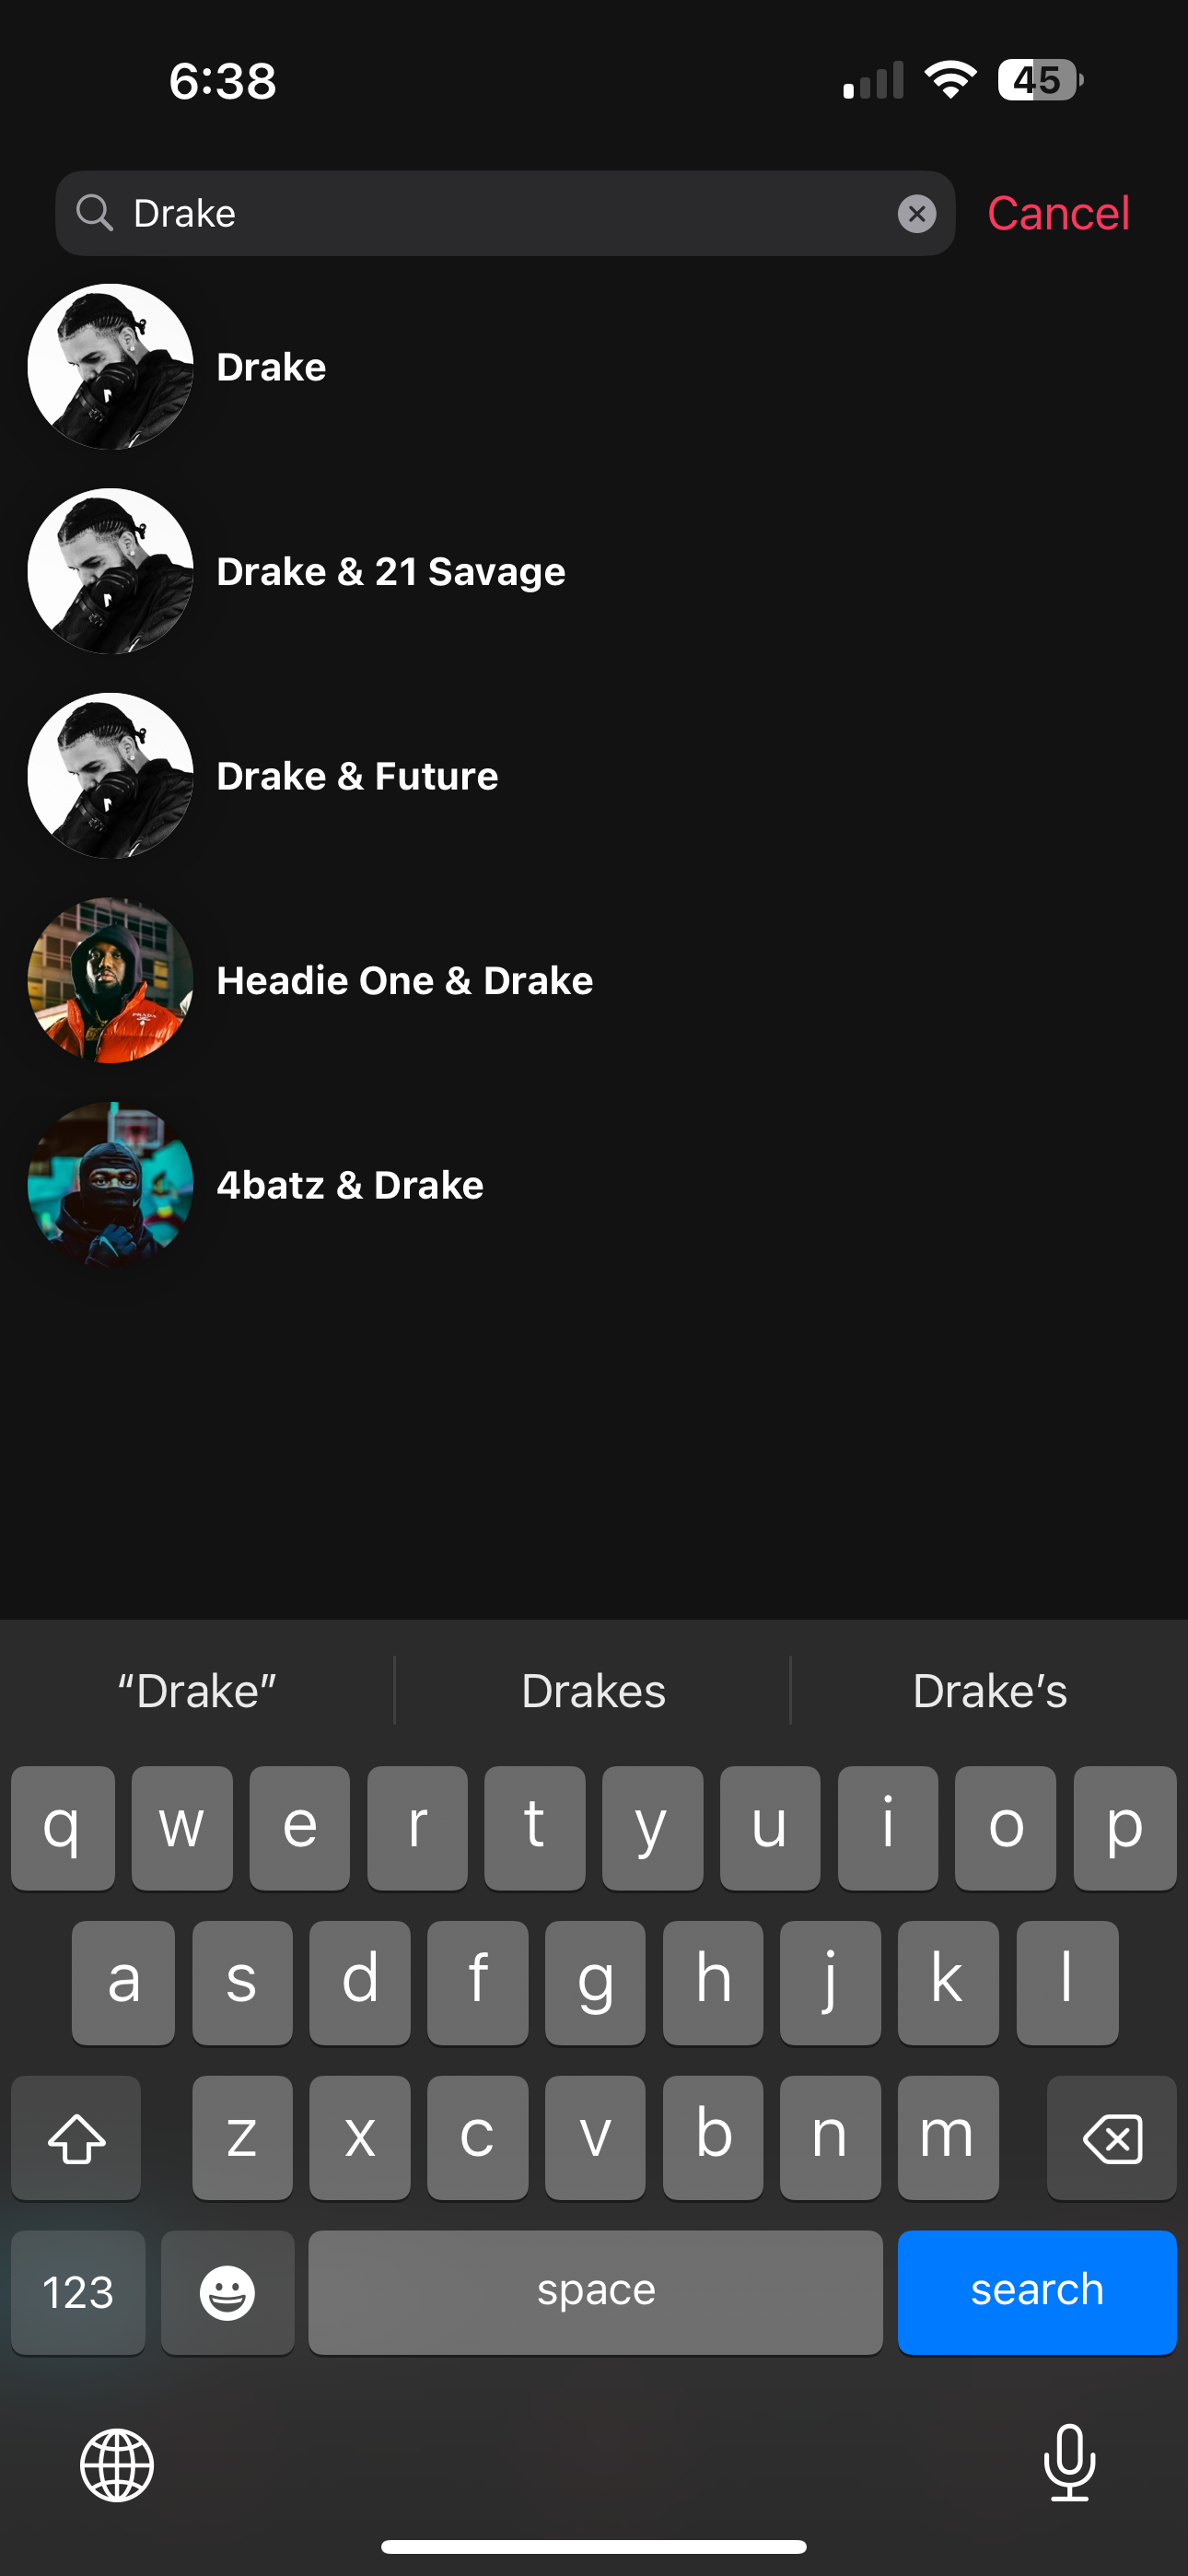 6:38
45
Drake
Cancel
Drake
Drake & 21 Savage
Drake & Future
PRADA
Headie One & Drake
4batz & Drake
“Drake”
Drakes
Drake’s
q w e r t y u i o p
a s d f g h j k l
z x c v b n m
123
space
search